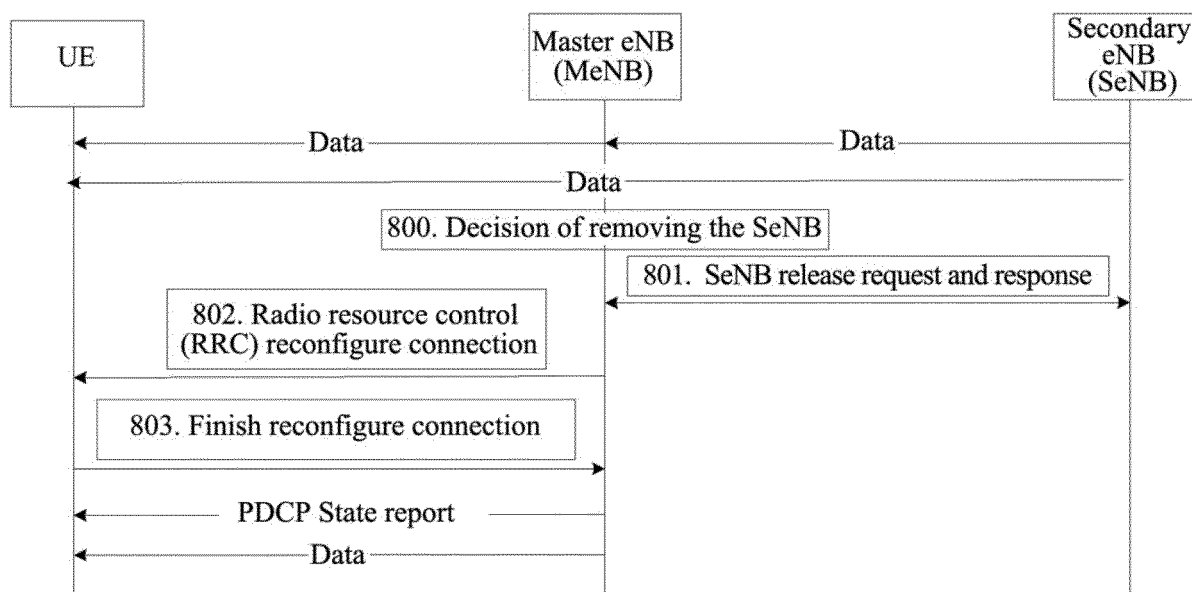 UE
Master eNB
(MeNB)
Secondary
eNB
(SeNB)
Data
Data
Data
800. Decision of removing the SeNB
801. SeNB release request and response
802. Radio resource control
(RRC) reconfigure connection
803. Finish reconfigure connection
PDCP State report
Data